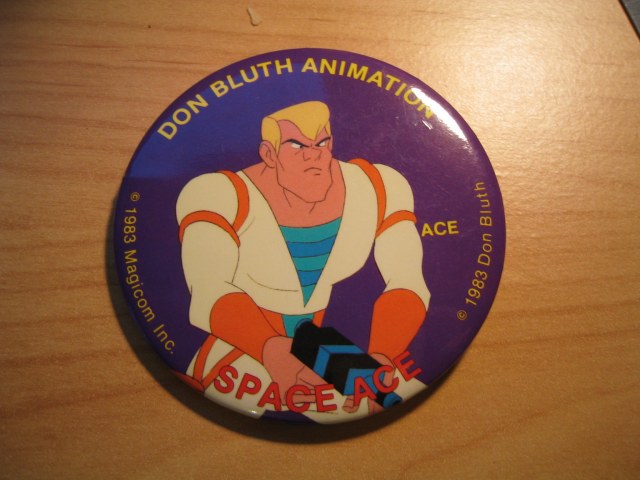 DON BLUTH ANIMATION
ACE
© 1983 Magicom Inc.
© 1983 Don Bluth
SPACE ACE